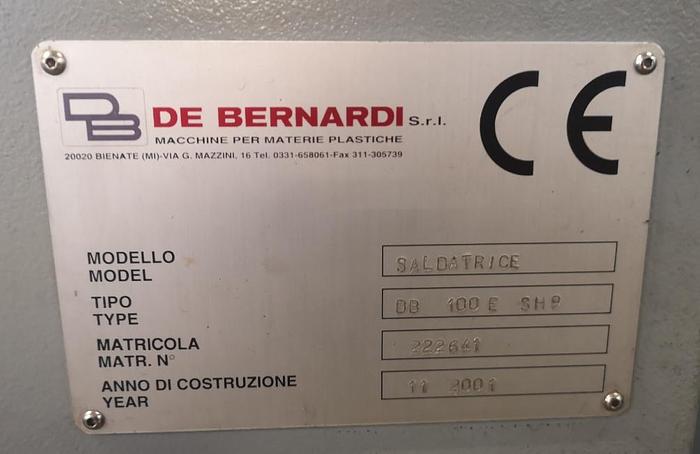 DB DE BERNARDI S.r.l. CE
MACCHINE PER MATERIE PLASTICHE
20020 BIENATE (MI)-VIA G. MAZZINI, 16 Tel. 0331-658061-Fax 311-305739
MODELLO SALDATRICE
MODEL
TIPO DB 100 E SH9
TYPE
MATRICOLA 222641
MATR. N°
ANNO DI COSTRUZIONE 11 2001
YEAR